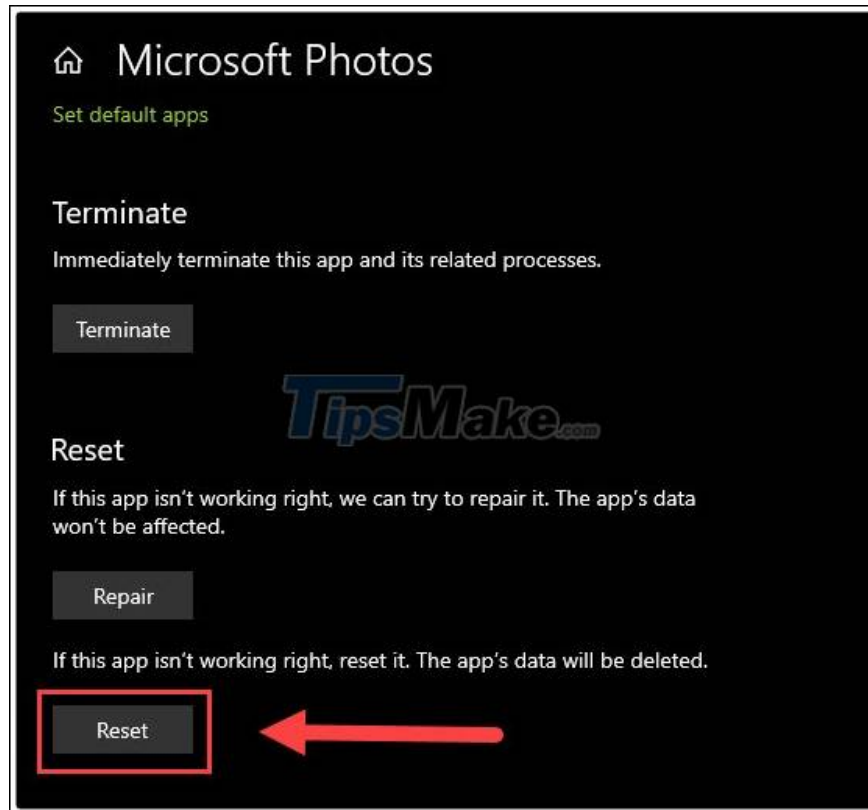 Microsoft Photos
Set default apps
Terminate
Immediately terminate this app and its related processes.
Terminate
TipsMake.com
Reset
If this app isn't working right, we can try to repair it. The app's data
won't be affected.
Repair
If this app isn't working right, reset it. The app's data will be deleted.
Reset